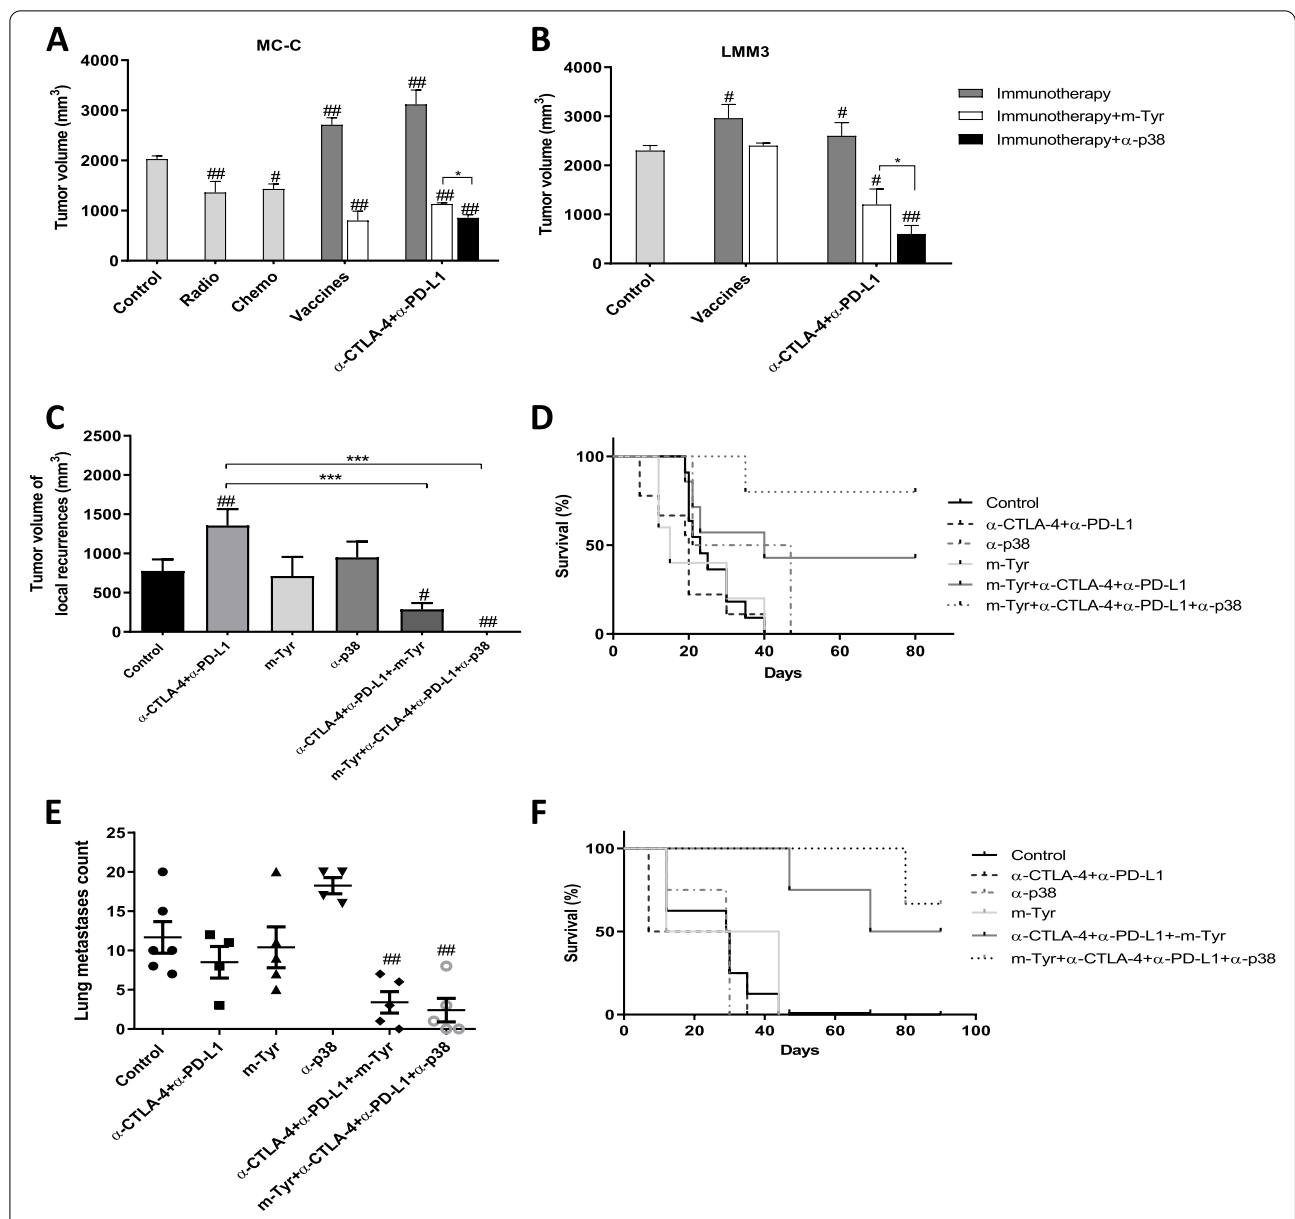 A
MC-C
Tumor volume (mm3)
4000
3000
2000
1000
0
##
#
##
##
##
##
*
##
Control
Radio
Chemo
Vaccines
α-CTLA-4+α-PD-L1
B
LMM3
Tumor volume (mm3)
4000
3000
2000
1000
0
#
#
#
*
##
Control
Vaccines
α-CTLA-4+α-PD-L1
Immunotherapy
Immunotherapy+m-Tyr
Immunotherapy+α-p38
C
Tumor volume of
local recurrences (mm3)
2500
2000
1500
1000
500
0
##
***
***
#
##
Control
α-CTLA-4+α-PD-L1
m-Tyr
α-p38
α-CTLA-4+α-PD-L1+-m-Tyr
m-Tyr+α-CTLA-4+α-PD-L1+α-p38
D
Survival (%)
100
50
0
0 20 40 60 80
Days
Control
α-CTLA-4+α-PD-L1
α-p38
m-Tyr
m-Tyr+α-CTLA-4+α-PD-L1
m-Tyr+α-CTLA-4+α-PD-L1+α-p38
E
Lung metastases count
25
20
15
10
5
0
##
##
Control
α-CTLA-4+α-PD-L1
m-Tyr
α-p38
α-CTLA-4+α-PD-L1+-m-Tyr
m-Tyr+α-CTLA-4+α-PD-L1+α-p38
F
Survival (%)
100
50
0
0 20 40 60 80 100
Days
Control
α-CTLA-4+α-PD-L1
α-p38
m-Tyr
α-CTLA-4+α-PD-L1+-m-Tyr
m-Tyr+α-CTLA-4+α-PD-L1+α-p38